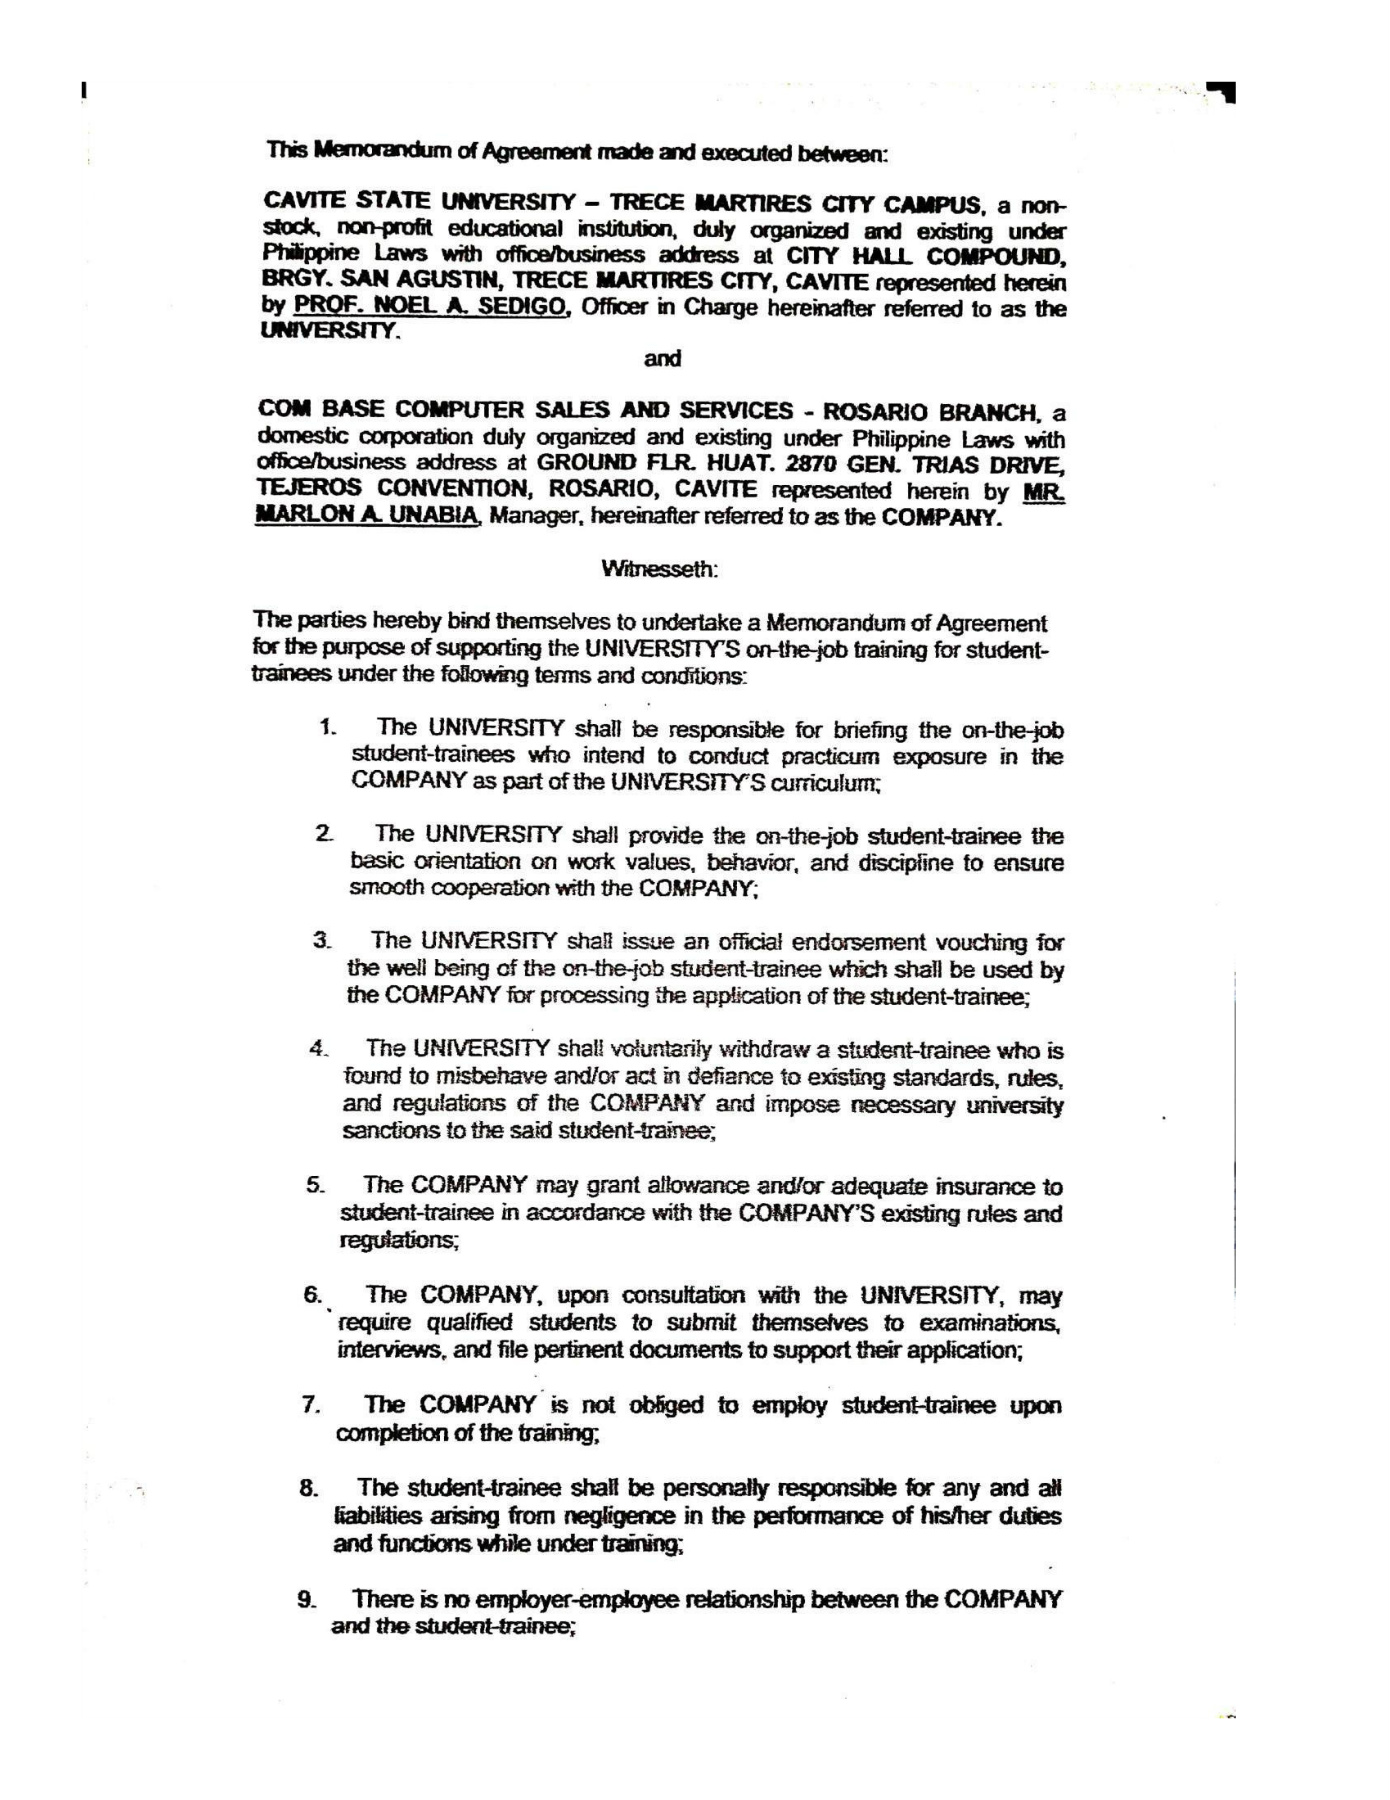 This Memorandum of Agreement made and executed between:
CAVITE STATE UNIVERSITY – TRECE MARTIRES CITY CAMPUS, a non-
stock, non-profit educational institution, duly organized and existing under
Philippine Laws with office/business address at CITY HALL COMPOUND,
BRGY. SAN AGUSTIN, TRECE MARTIRES CITY, CAVITE represented herein
by PROF. NOEL A. SEDIGO, Officer in Charge hereinafter referred to as the
UNIVERSITY.
and
COM BASE COMPUTER SALES AND SERVICES - ROSARIO BRANCH, a
domestic corporation duly organized and existing under Philippine Laws with
office/business address at GROUND FLR. HUAT. 2870 GEN. TRIAS DRIVE,
TEJEROS CONVENTION, ROSARIO, CAVITE represented herein by MR.
MARLON A. UNABIA, Manager, hereinafter referred to as the COMPANY.
Witnesseth:
The parties hereby bind themselves to undertake a Memorandum of Agreement
for the purpose of supporting the UNIVERSITY'S on-the-job training for student-
trainees under the following terms and conditions:
1. The UNIVERSITY shall be responsible for briefing the on-the-job
student-trainees who intend to conduct practicum exposure in the
COMPANY as part of the UNIVERSITY'S curriculum;
2. The UNIVERSITY shall provide the on-the-job student-trainee the
basic orientation on work values, behavior, and discipline to ensure
smooth cooperation with the COMPANY;
3. The UNIVERSITY shall issue an official endorsement vouching for
the well being of the on-the-job student-trainee which shall be used by
the COMPANY for processing the application of the student-trainee;
4. The UNIVERSITY shall voluntarily withdraw a student-trainee who is
found to misbehave and/or act in defiance to existing standards, rules,
and regulations of the COMPANY and impose necessary university
sanctions to the said student-trainee;
5. The COMPANY may grant allowance and/or adequate insurance to
student-trainee in accordance with the COMPANY'S existing rules and
regulations;
6. The COMPANY, upon consultation with the UNIVERSITY, may
require qualified students to submit themselves to examinations,
interviews, and file pertinent documents to support their application;
7. The COMPANY is not obliged to employ student-trainee upon
completion of the training;
8. The student-trainee shall be personally responsible for any and all
liabilities arising from negligence in the performance of his/her duties
and functions while under training;
9. There is no employer-employee relationship between the COMPANY
and the student-trainee;